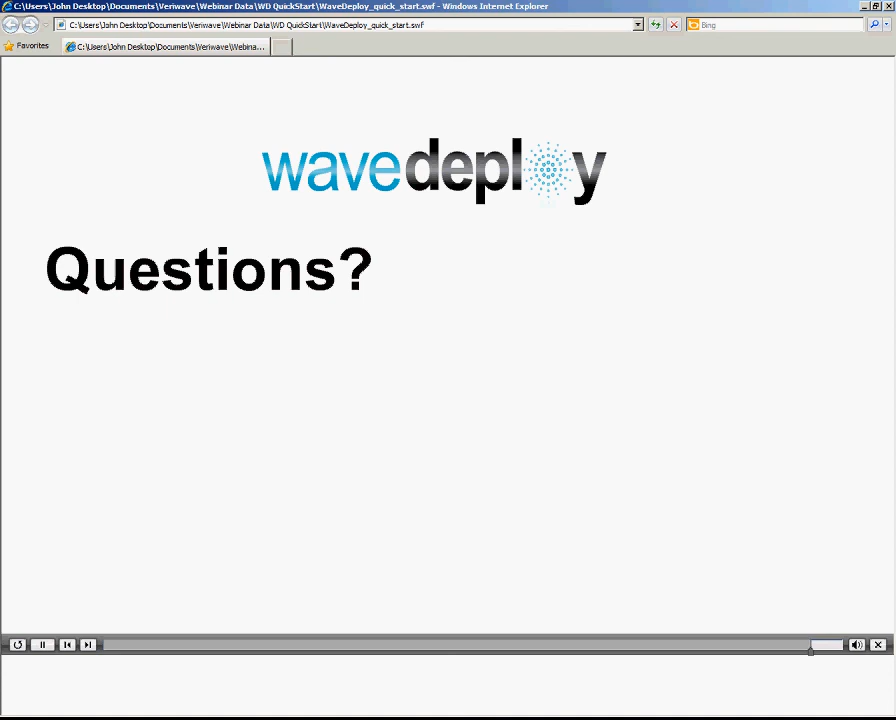 C:\Users\John Desktop\Documents\Veriwave\Webinar Data\WD QuickStart\WaveDeploy_quick_start.swf - Windows Internet Explorer
C:\Users\John Desktop\Documents\Veriwave\Webinar Data\WD QuickStart\WaveDeploy_quick_start.swf
Bing
Favorites
C:\Users\John Desktop\Documents\Veriwave\Webina...
wavedeploy
Questions?